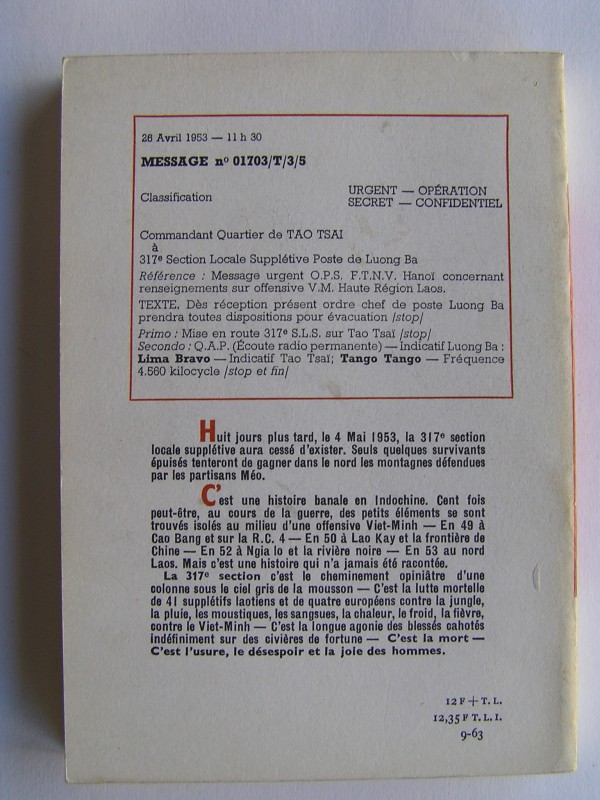 26 Avril 1953 — 11 h 30
MESSAGE nº 01703/T/3/5
Classification
URGENT — OPÉRATION
SECRET — CONFIDENTIEL
Commandant Quartier de TAO TSAI
à
317e Section Locale Supplétive Poste de Luong Ba
Référence : Message urgent O.P.S. F.T.N.V. Hanoï concernant
renseignements sur offensive V.M. Haute Région Laos.
TEXTE. Dès réception présent ordre chef de poste Luong Ba
prendra toutes dispositions pour évacuation /stop/
Primo : Mise en route 317e S.L.S. sur Tao Tsaï /stop/
Secondo : Q.A.P. (Écoute radio permanente) — Indicatif Luong Ba :
Lima Bravo — Indicatif Tao Tsaï; Tango Tango — Fréquence
4.560 kilocycle /stop et fin/
Huit jours plus tard, le 4 Mai 1953, la 317e section
locale supplétive aura cessé d'exister. Seuls quelques survivants
épuisés tenteront de gagner dans le nord les montagnes défendues
par les partisans Méo.
C'est une histoire banale en Indochine. Cent fois
peut-être, au cours de la guerre, des petits éléments se sont
trouvés isolés au milieu d'une offensive Viet-Minh — En 49 à
Cao Bang et sur la R.C. 4 — En 50 à Lao Kay et la frontière de
Chine — En 52 à Ngia lo et la rivière noire — En 53 au nord
Laos. Mais c'est une histoire qui n'a jamais été racontée.
La 317e section c'est le cheminement opiniâtre d'une
colonne sous le ciel gris de la mousson — C'est la lutte mortelle
de 41 supplétifs laotiens et de quatre européens contre la jungle,
la pluie, les moustiques, les sangsues, la chaleur, le froid, la fièvre,
contre le Viet-Minh — C'est la longue agonie des blessés cahotés
indéfiniment sur des civières de fortune — C'est la mort —
C'est l'usure, le désespoir et la joie des hommes.
12 F + T. L.
12,35 F T. L. I.
9-63